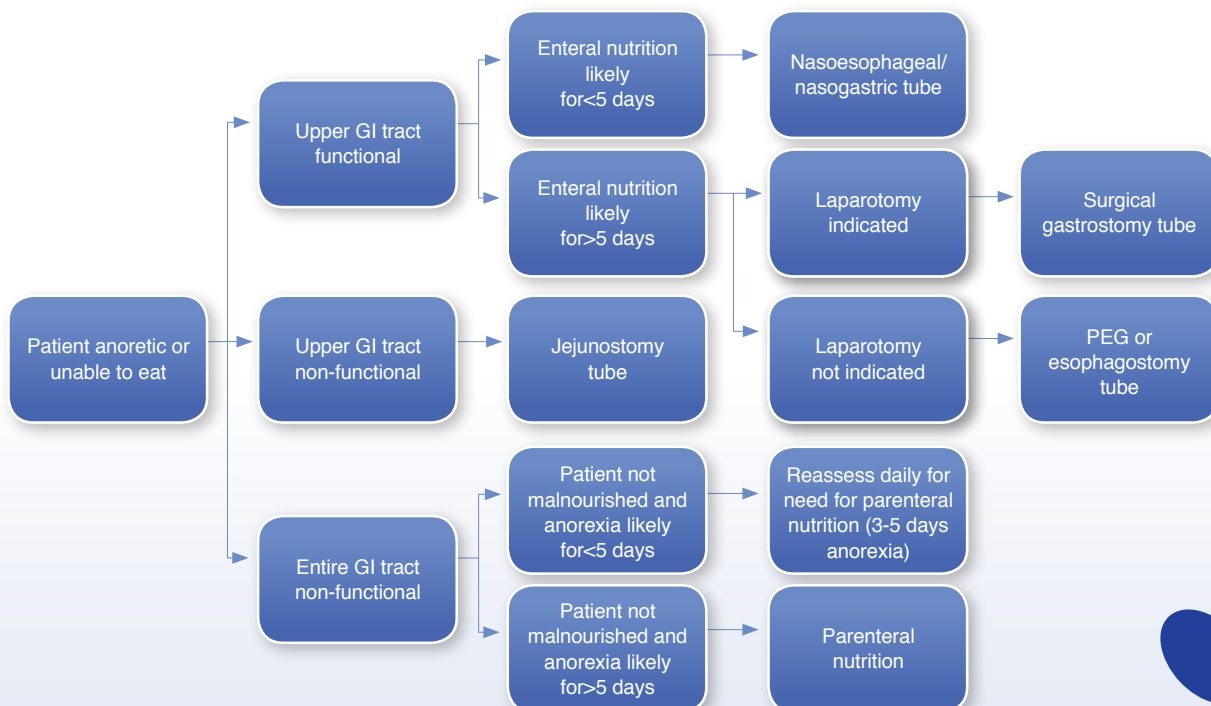 Enteral nutrition
likely
for<5 days
Nasoesophageal/
nasogastric tube
Upper GI tract
functional
Enteral nutrition
likely
for>5 days
Laparotomy
indicated
Surgical
gastrostomy tube
Patient anoretic or
unable to eat
Upper GI tract
non-functional
Jejunostomy
tube
Laparotomy
not indicated
PEG or
esophagostomy
tube
Patient not
malnourished and
anorexia likely
for<5 days
Reassess daily for
need for parenteral
nutrition (3-5 days
anorexia)
Entire GI tract
non-functional
Patient not
malnourished and
anorexia likely
for>5 days
Parenteral
nutrition